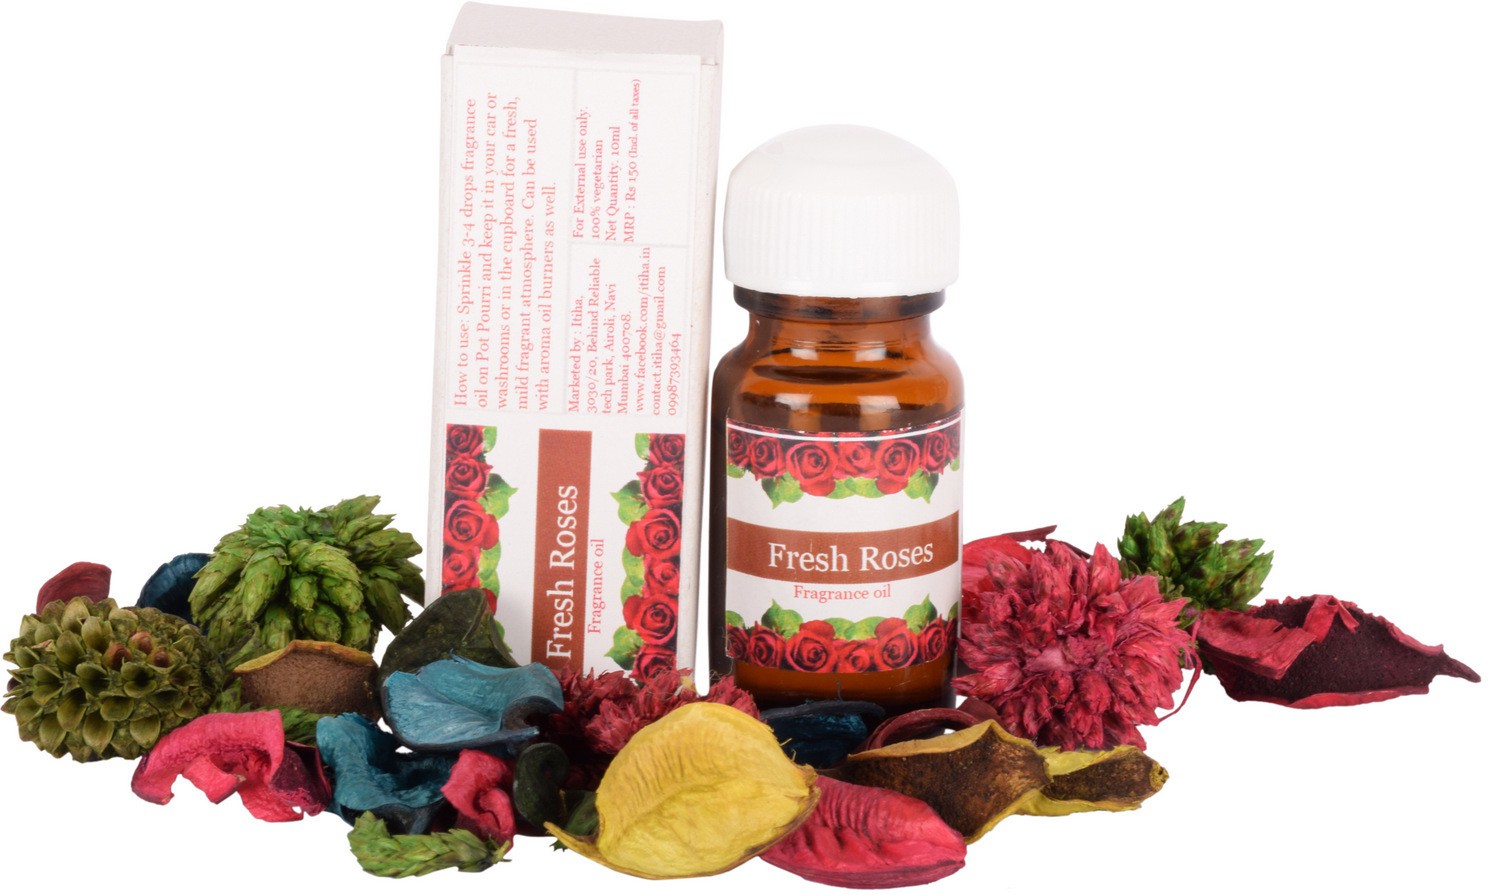 How to use: Sprinkle 3-4 drops fragrance
oil on Pot Pourri and keep it in your car or
washrooms or in the cupboard for a fresh,
mild fragrant atmosphere. Can be used
with aroma oil burners as well.
Marketed by : Itiha,
3030/20, Behind Reliable
tech park, Airoli, Navi
Mumbai 400708.
www.facebook.com/itiha.in
contact.itiha@gmail.com
09987393464
For External use only.
100% vegetarian
Net Quantity. 10ml
MRP : Rs 150 (Incl. of all taxes)
Fresh Roses
Fragrance oil
Fresh Roses
Fragrance oil